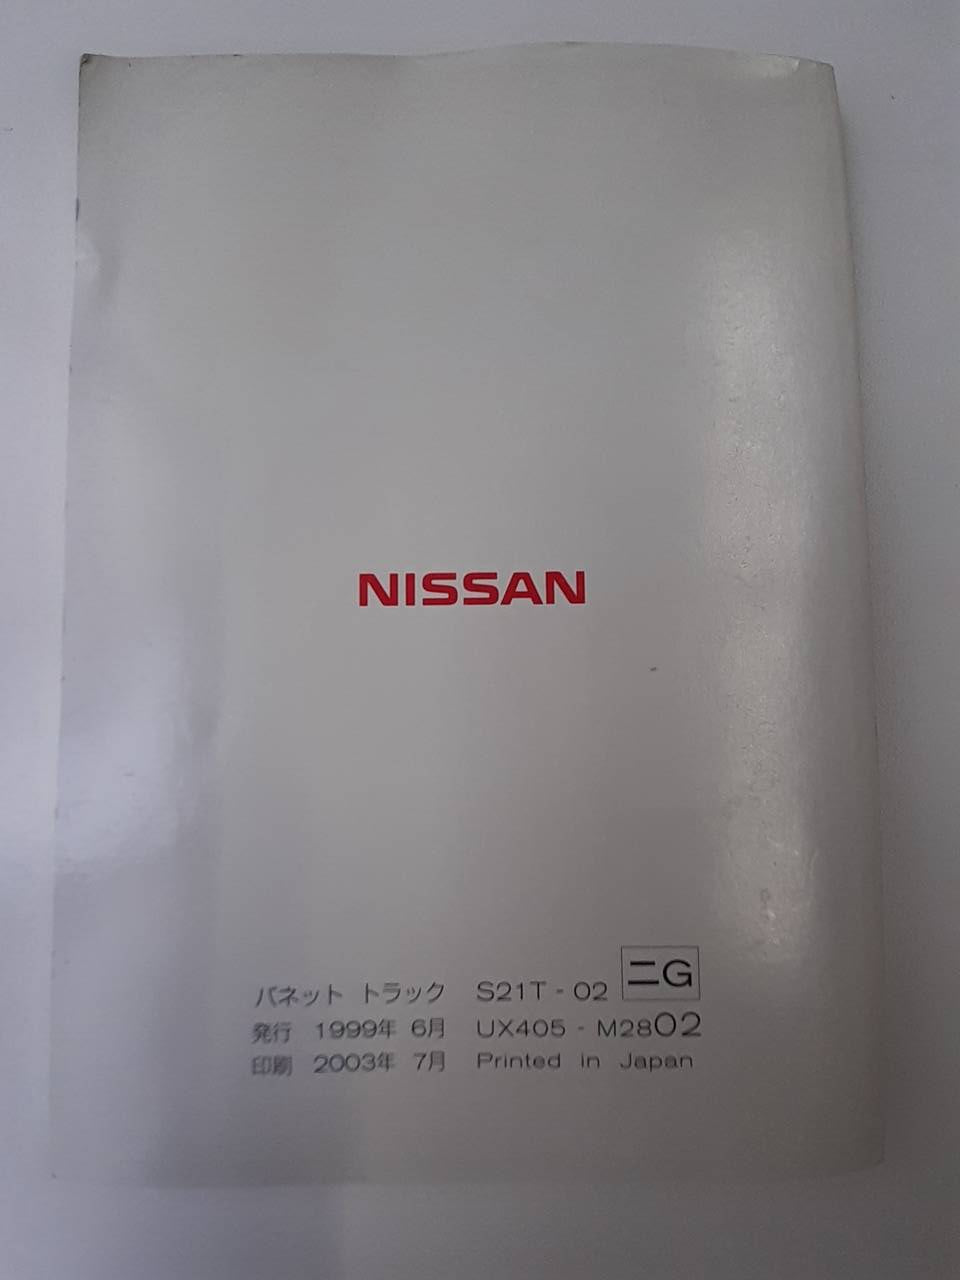 NISSAN
バネット トラック S21T - 02 ニG
発行 1999年 6月 UX405 - M2802
印刷 2003年 7月 Printed in Japan